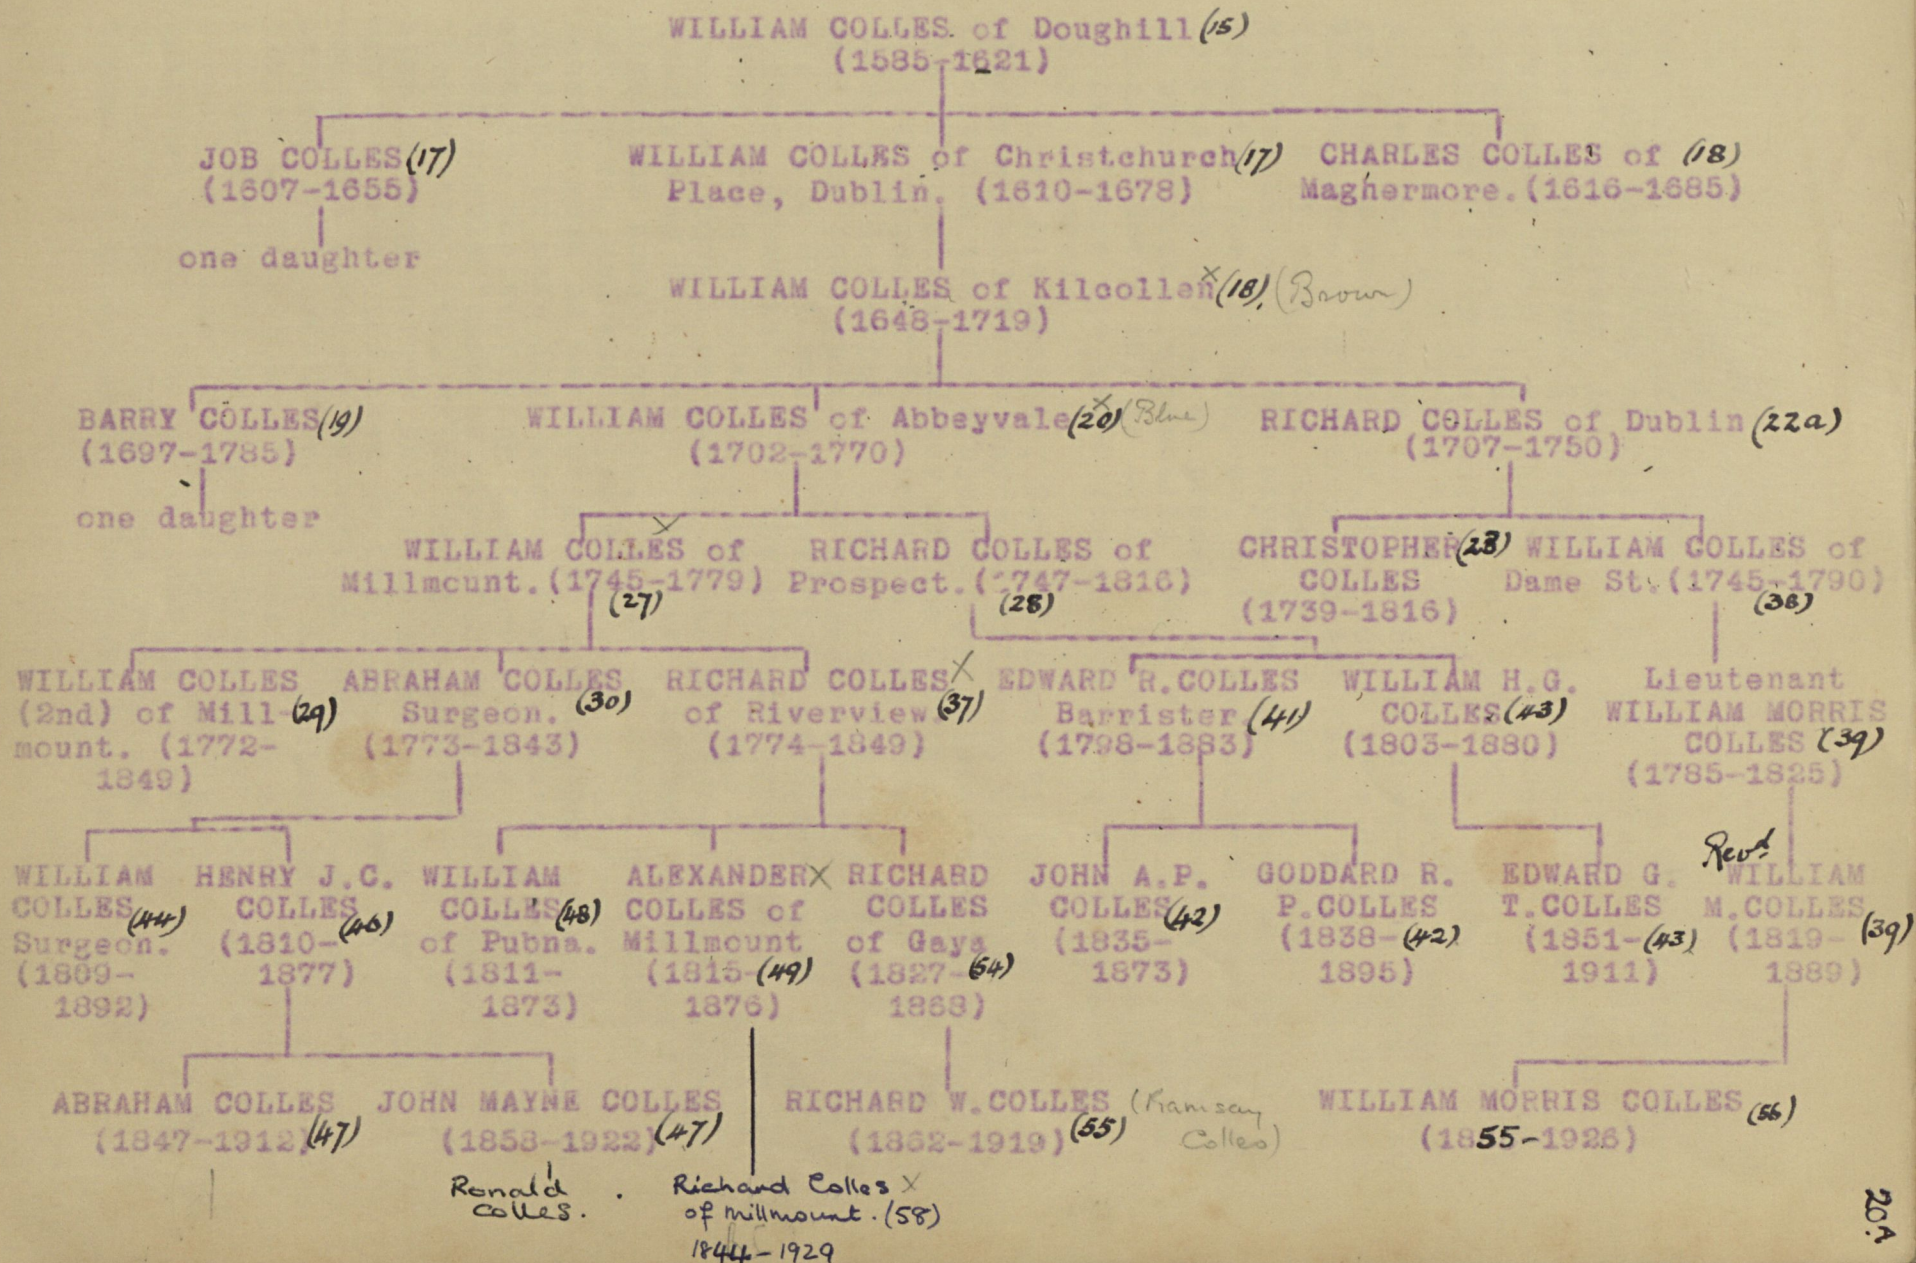 WILLIAM COLLES. of Doughill (15)
(1585-1621)
JOB COLLES (17)
(1607-1655)
one daughter
WILLIAM COLLES of Christchurch (17)
Place, Dublin. (1610-1678)
CHARLES COLLES of (18)
Maghermore. (1616-1685)
WILLIAM COLLES of Kilcollen X (18). (Brown)
(1648-1719)
BARRY COLLES (19)
(1697-1785)
one daughter
WILLIAM COLLES of Abbeyvale X (20) (Blue)
(1702-1770)
RICHARD COLLES of Dublin (22a)
(1707-1750)
X
WILLIAM COLLES of
Millmount. (1745-1779)
(27)
RICHARD COLLES of
Prospect. (1747-1816)
(28)
CHRISTOPHER (23)
COLLES
(1739-1816)
WILLIAM COLLES of
Dame St. (1745-1790)
(38)
WILLIAM COLLES
(2nd) of Mill- (29)
mount. (1772-
1849)
ABRAHAM COLLES
Surgeon. (30)
(1773-1843)
RICHARD COLLES X
of Riverview. (37)
(1774-1849)
EDWARD R.COLLES
Barrister. (41)
(1798-1883)
WILLIAM H.G.
COLLES. (43)
(1803-1880)
Lieutenant
WILLIAM MORRIS
COLLES (39)
(1785-1825)
WILLIAM
COLLES (44)
Surgeon.
(1809-
1892)
HENRY J.C.
COLLES (46)
(1810-
1877)
WILLIAM
COLLES (48)
of Pubna.
(1811-
1873)
ALEXANDER X
COLLES of
Millmount
(1815- (49)
1876)
RICHARD
COLLES
of Gaya
(1827- (54)
1868)
JOHN A.P.
COLLES (42)
(1835-
1873)
GODDARD R.
P.COLLES
(1838- (42)
1895)
EDWARD G.
T.COLLES
(1851- (43)
1911)
Revd
WILLIAM
M.COLLES
(1819- (39)
1889)
ABRAHAM COLLES
(1847-1912) (47)
JOHN MAYNE COLLES
(1858-1922) (47)
Ronald
Colles.
Richard Colles X
of Millmount. (58)
1844-1929
RICHARD W.COLLES (Ramsay
Colles)
(1862-1919) (55)
WILLIAM MORRIS COLLES (56)
(1855-1926)
20A